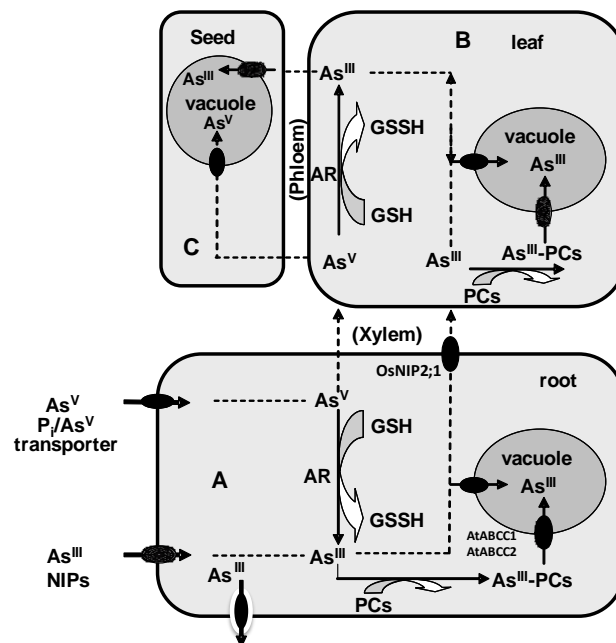 Seed
As^III
vacuole
As^V
C
(Phloem)
B
leaf
As^III
GSSH
AR
GSH
As^V
vacuole
As^III
As^III
As^III-PCs
PCs
(Xylem)
OsNIP2;1
root
As^V
P_i/As^V
transporter
As^V
GSH
A
AR
GSSH
vacuole
As^III
AtABCC1
AtABCC2
As^III
NIPs
As^III
As^III
As^III-PCs
PCs